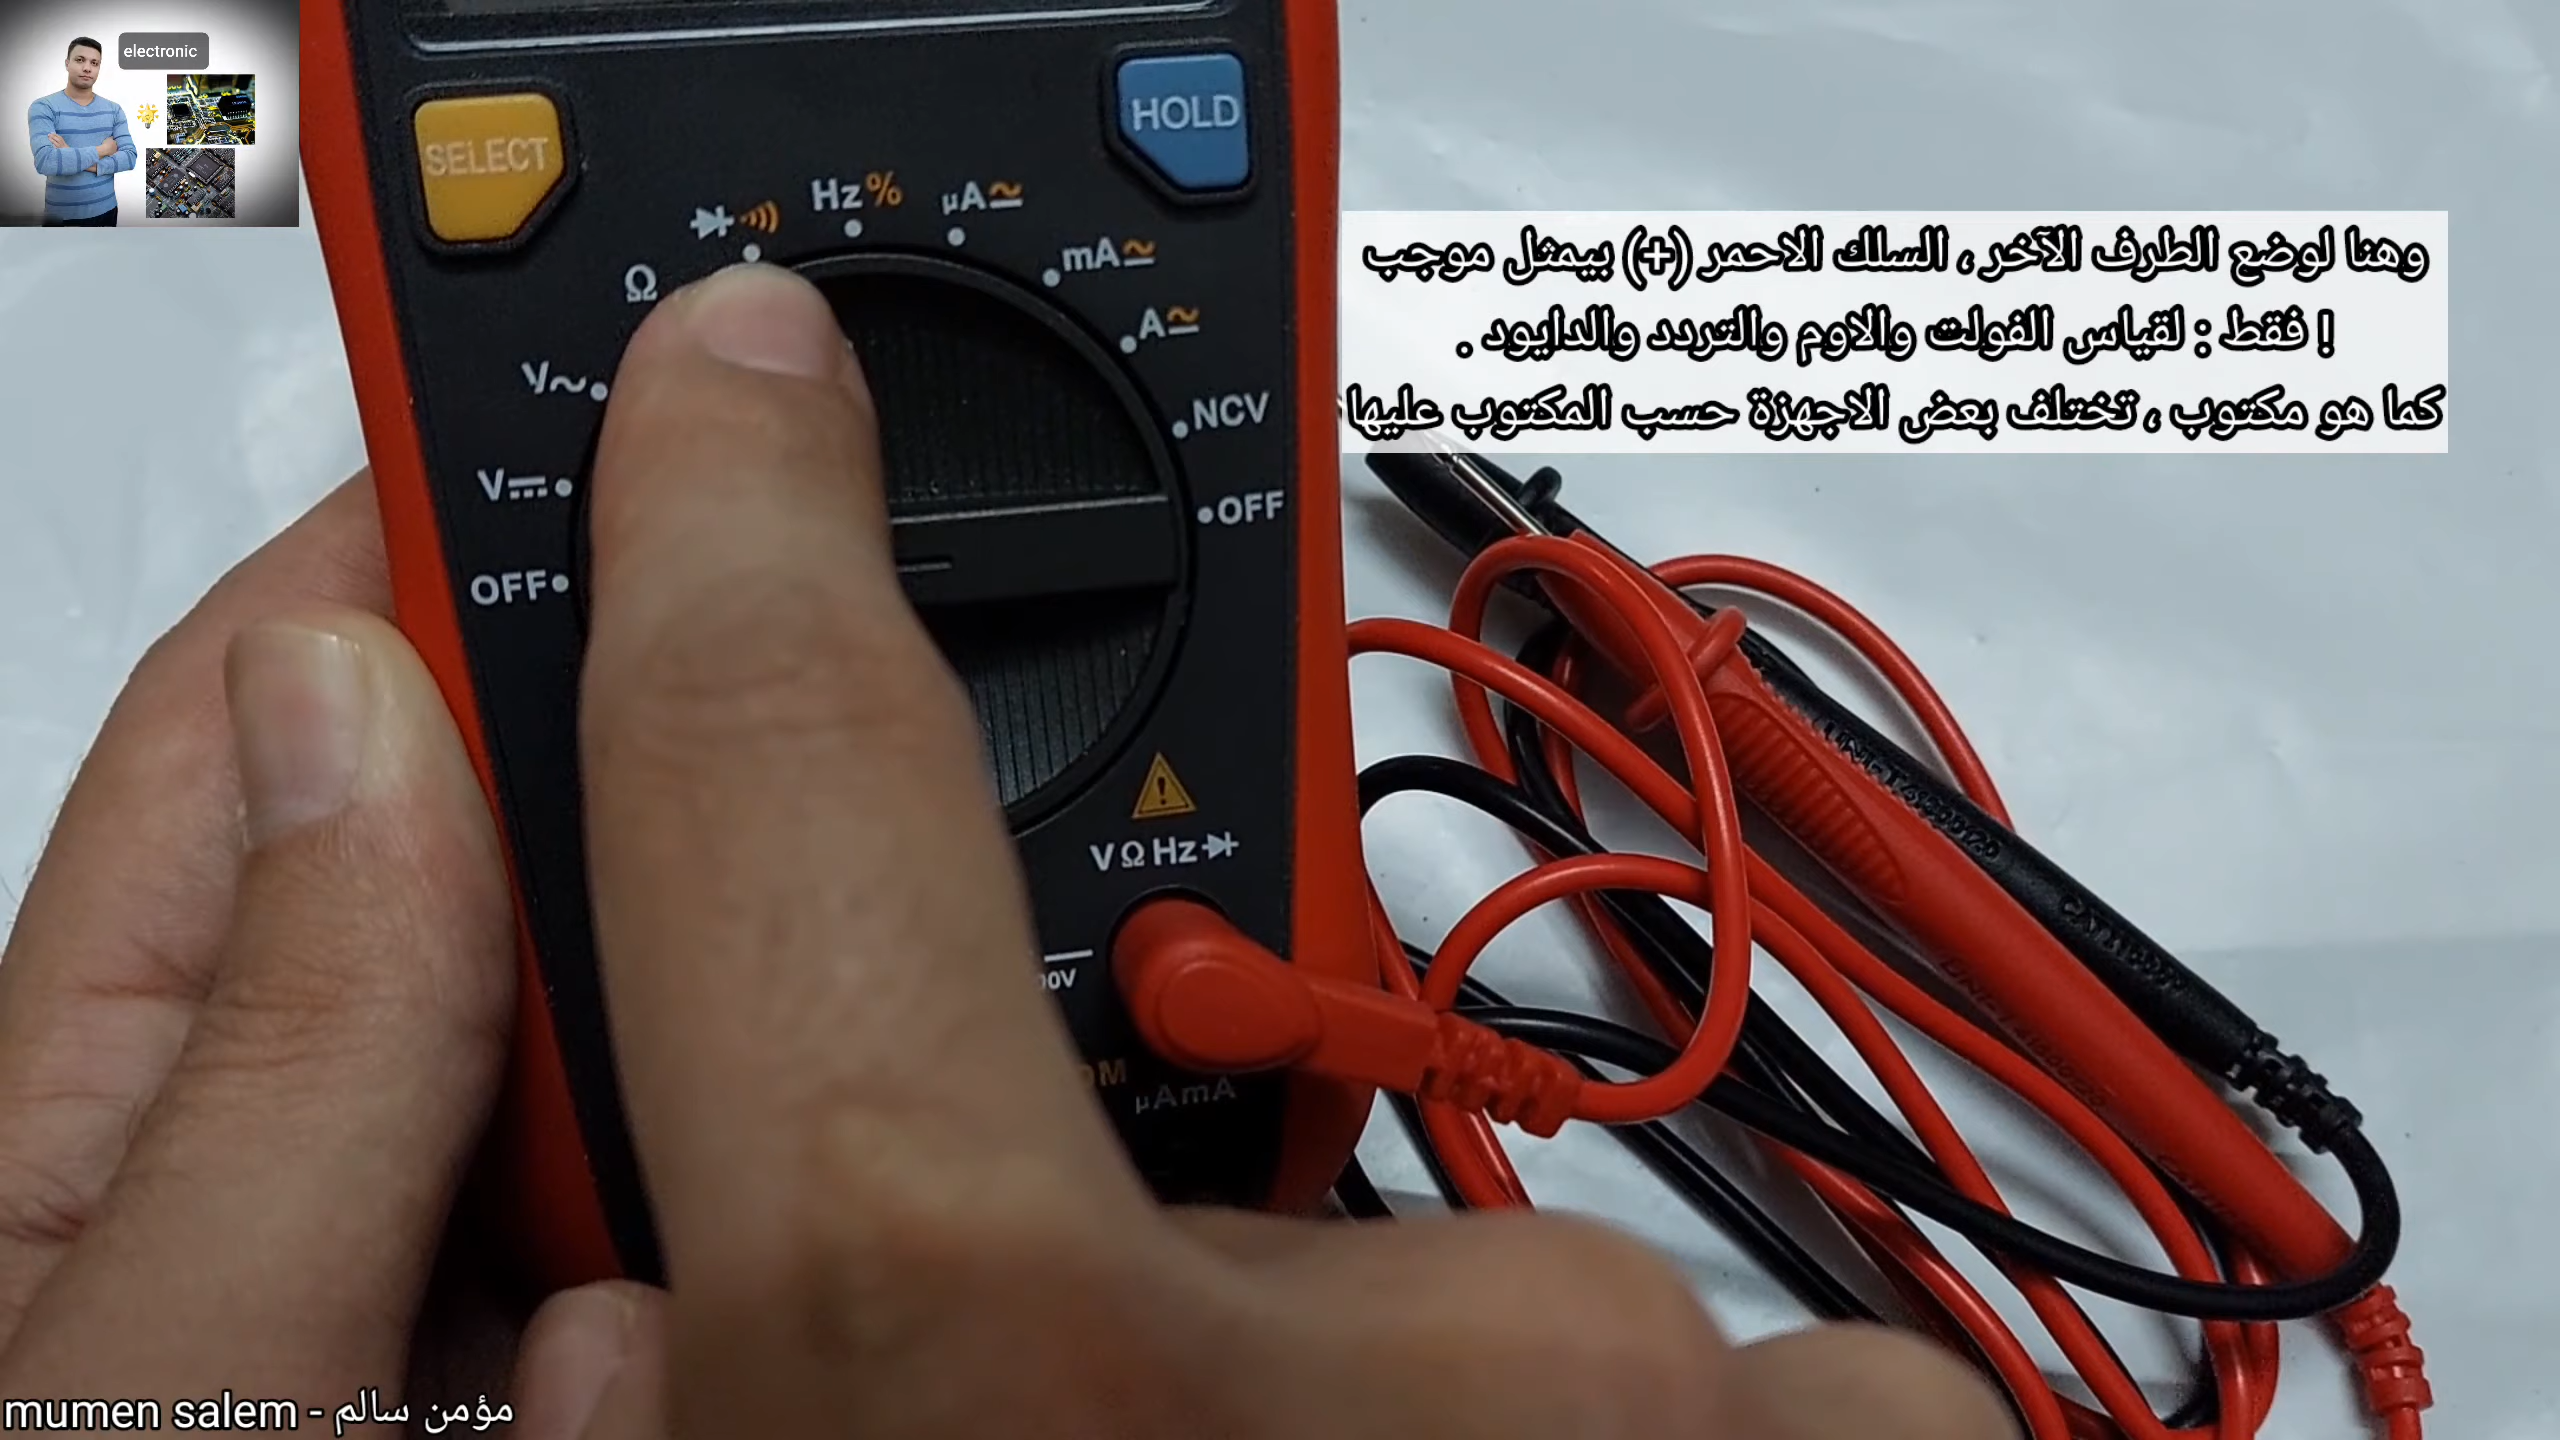 electronic
SELECT
HOLD
Hz%
µA
Ω
mA
A
V~
NCV
V
OFF
OFF
وهنا لوضع الطرف الآخر ، السلك الاحمر (+) بيمثل موجب
! فقط : لقياس الفولت والاوم والتردد والدايود .
كما هو مكتوب ، تختلف بعض الاجهزة حسب المكتوب عليها
V Ω Hz
µAmA
mumen salem - مؤمن سالم